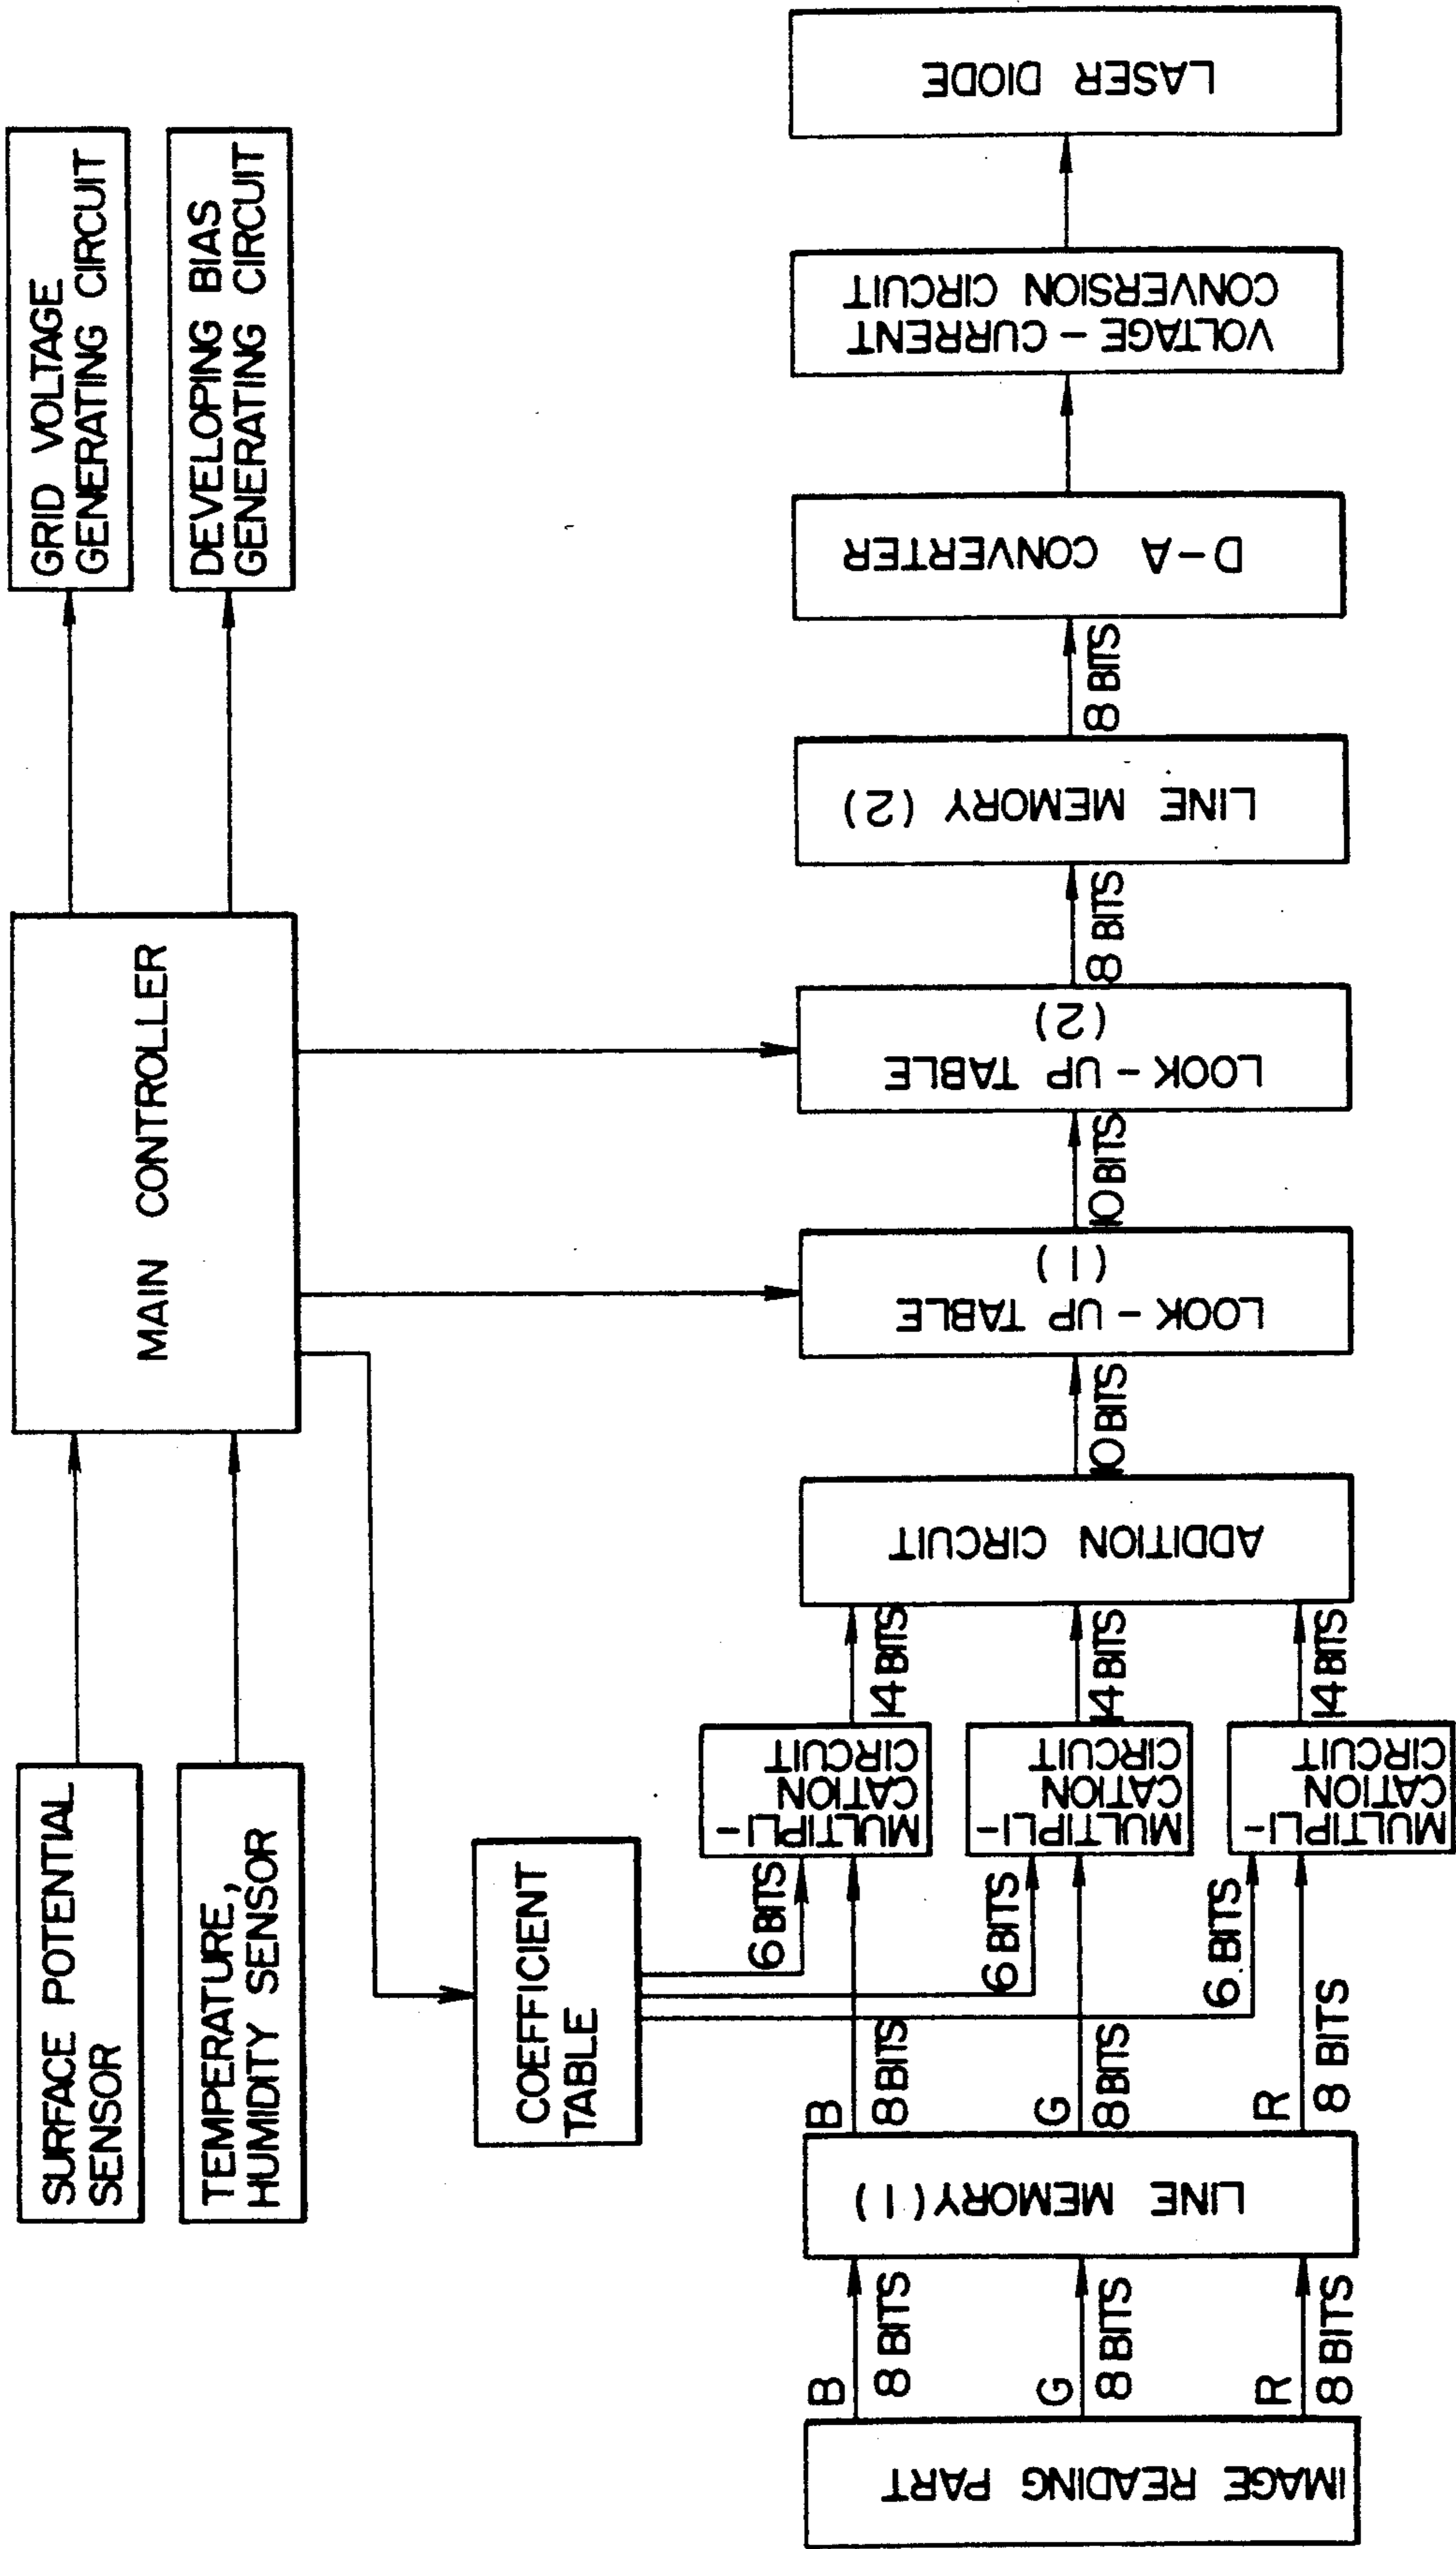 GRID VOLTAGE
GENERATING CIRCUIT
DEVELOPING BIAS
GENERATING CIRCUIT
MAIN CONTROLLER
SURFACE POTENTIAL
SENSOR
TEMPERATURE,
HUMIDITY SENSOR
COEFFICIENT
TABLE
IMAGE READING PART
B
8 BITS
G
8 BITS
R
8 BITS
LINE MEMORY (1)
B
8 BITS
G
8 BITS
R
8 BITS
6 BITS
6 BITS
6 BITS
MULTIPLI-
CATION
CIRCUIT
MULTIPLI-
CATION
CIRCUIT
MULTIPLI-
CATION
CIRCUIT
14 BITS
14 BITS
14 BITS
ADDITION CIRCUIT
10 BITS
LOOK-UP TABLE
(1)
10 BITS
LOOK-UP TABLE
(2)
8 BITS
LINE MEMORY (2)
8 BITS
D-A CONVERTER
VOLTAGE-CURRENT
CONVERSION CIRCUIT
LASER DIODE